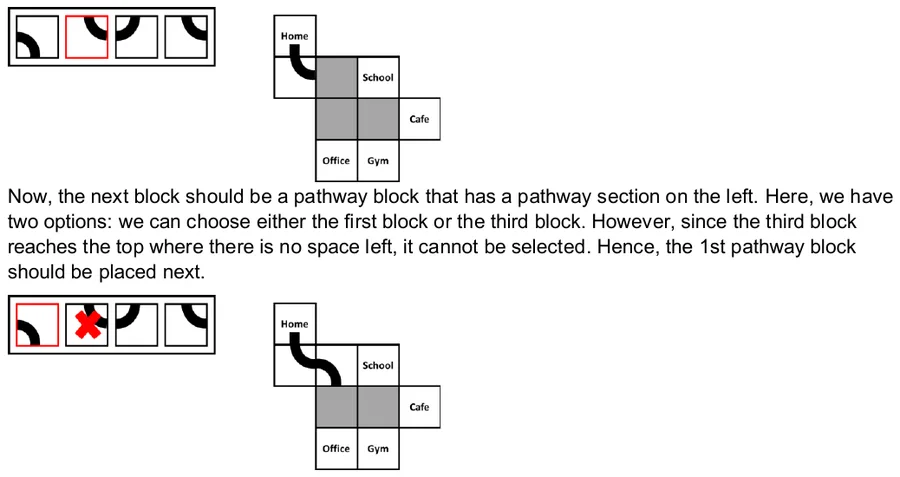 Home
School
Cafe
Office Gym
Now, the next block should be a pathway block that has a pathway section on the left. Here, we have
two options: we can choose either the first block or the third block. However, since the third block
reaches the top where there is no space left, it cannot be selected. Hence, the 1st pathway block
should be placed next.
Home
School
Cafe
Office Gym